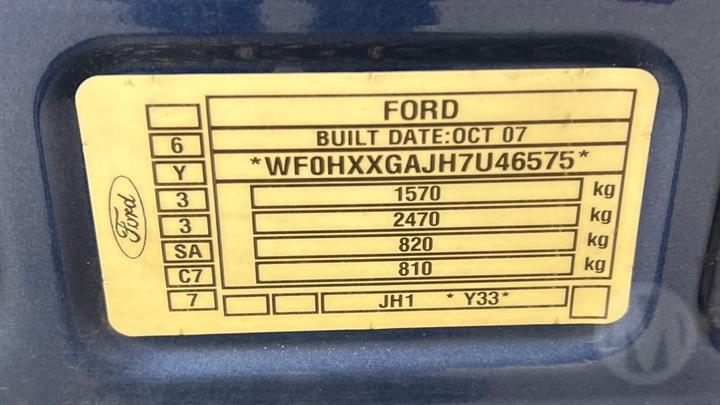 FORD
BUILT DATE:OCT 07
*WF0HXXGAJH7U46575*
1570 kg
2470 kg
820 kg
810 kg
JH1 * Y33*
6
Y
3
3
SA
C7
7
Ford
M